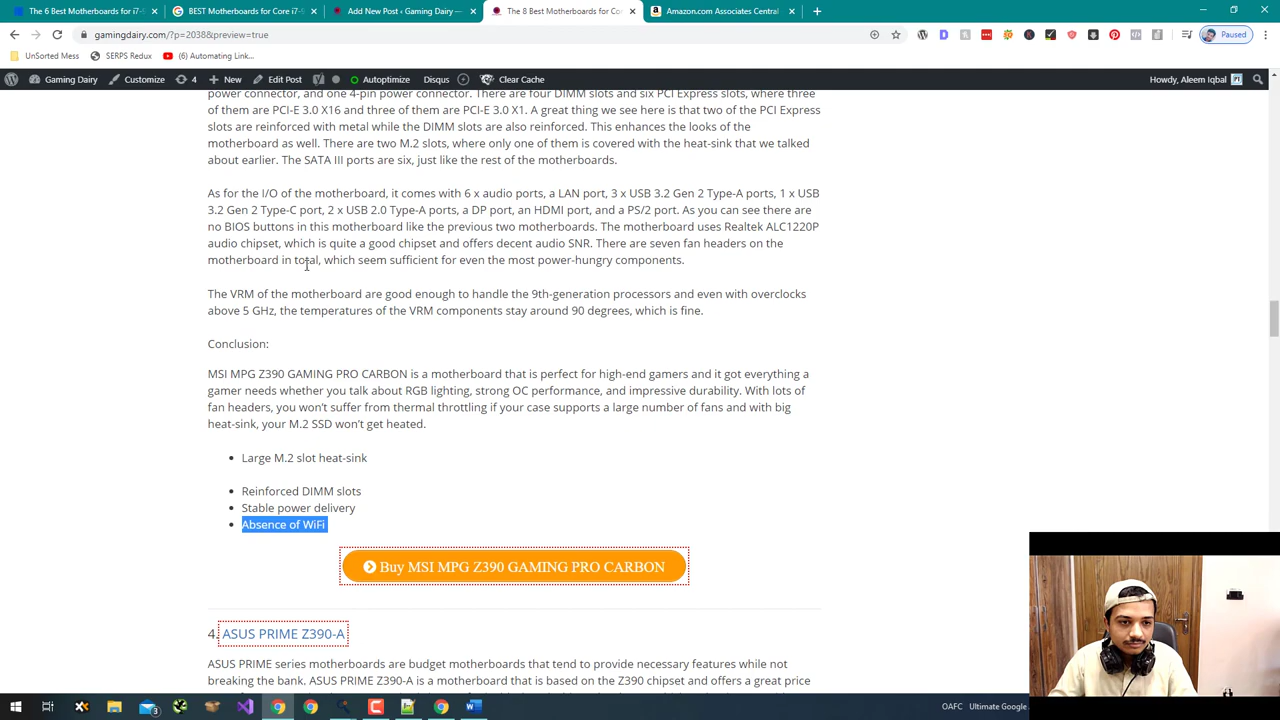 The 6 Best Motherboards for i7-9
BEST Motherboards for Core i7-9
Add New Post ‹ Gaming Dairy —
The 8 Best Motherboards for Co
Amazon.com Associates Central
gamingdairy.com/?p=2038&preview=true
Paused
UnSorted Mess
SERPS Redux
(6) Automating Link...
Gaming Dairy
Customize
4
New
Edit Post
Autoptimize
Disqus
Clear Cache
Howdy, Aleem Iqbal
power connector, and one 4-pin power connector. There are four DIMM slots and six PCI Express slots, where three
of them are PCI-E 3.0 X16 and three of them are PCI-E 3.0 X1. A great thing we see here is that two of the PCI Express
slots are reinforced with metal while the DIMM slots are also reinforced. This enhances the looks of the
motherboard as well. There are two M.2 slots, where only one of them is covered with the heat-sink that we talked
about earlier. The SATA III ports are six, just like the rest of the motherboards.
As for the I/O of the motherboard, it comes with 6 x audio ports, a LAN port, 3 x USB 3.2 Gen 2 Type-A ports, 1 x USB
3.2 Gen 2 Type-C port, 2 x USB 2.0 Type-A ports, a DP port, an HDMI port, and a PS/2 port. As you can see there are
no BIOS buttons in this motherboard like the previous two motherboards. The motherboard uses Realtek ALC1220P
audio chipset, which is quite a good chipset and offers decent audio SNR. There are seven fan headers on the
motherboard in total, which seem sufficient for even the most power-hungry components.
The VRM of the motherboard are good enough to handle the 9th-generation processors and even with overclocks
above 5 GHz, the temperatures of the VRM components stay around 90 degrees, which is fine.
Conclusion:
MSI MPG Z390 GAMING PRO CARBON is a motherboard that is perfect for high-end gamers and it got everything a
gamer needs whether you talk about RGB lighting, strong OC performance, and impressive durability. With lots of
fan headers, you won't suffer from thermal throttling if your case supports a large number of fans and with big
heat-sink, your M.2 SSD won't get heated.
Large M.2 slot heat-sink
Reinforced DIMM slots
Stable power delivery
Absence of WiFi
Buy MSI MPG Z390 GAMING PRO CARBON
4. ASUS PRIME Z390-A
ASUS PRIME series motherboards are budget motherboards that tend to provide necessary features while not
breaking the bank. ASUS PRIME Z390-A is a motherboard that is based on the Z390 chipset and offers a great price
OAFC
Ultimate Google